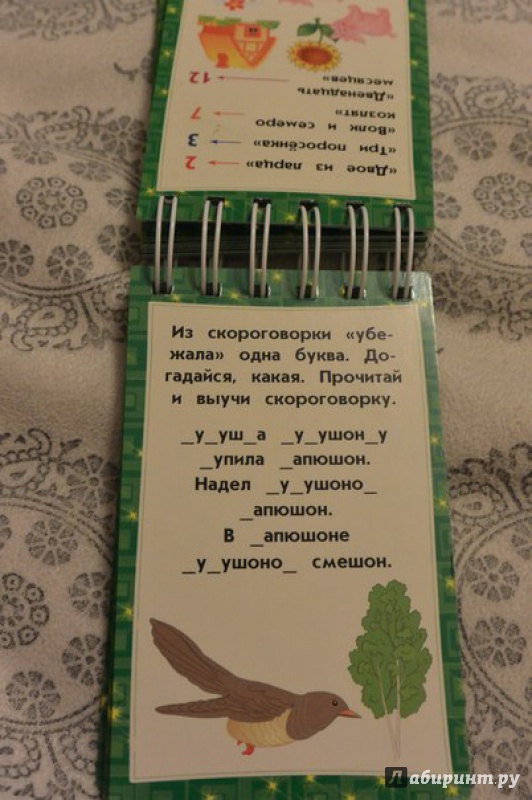 «Двое из ларца» → 2
«Три поросёнка» → 3
«Волк и семеро
козлят» → 7
«Двенадцать
месяцев» → 12
Из скороговорки «убе-
жала» одна буква. До-
гадайся, какая. Прочитай
и выучи скороговорку.
_у_уш_а _у_ушон_у
_упила _апюшон.
Надел _у_ушоно_
_апюшон.
В _апюшоне
_у_ушоно_ смешон.
Лабиринт.ру